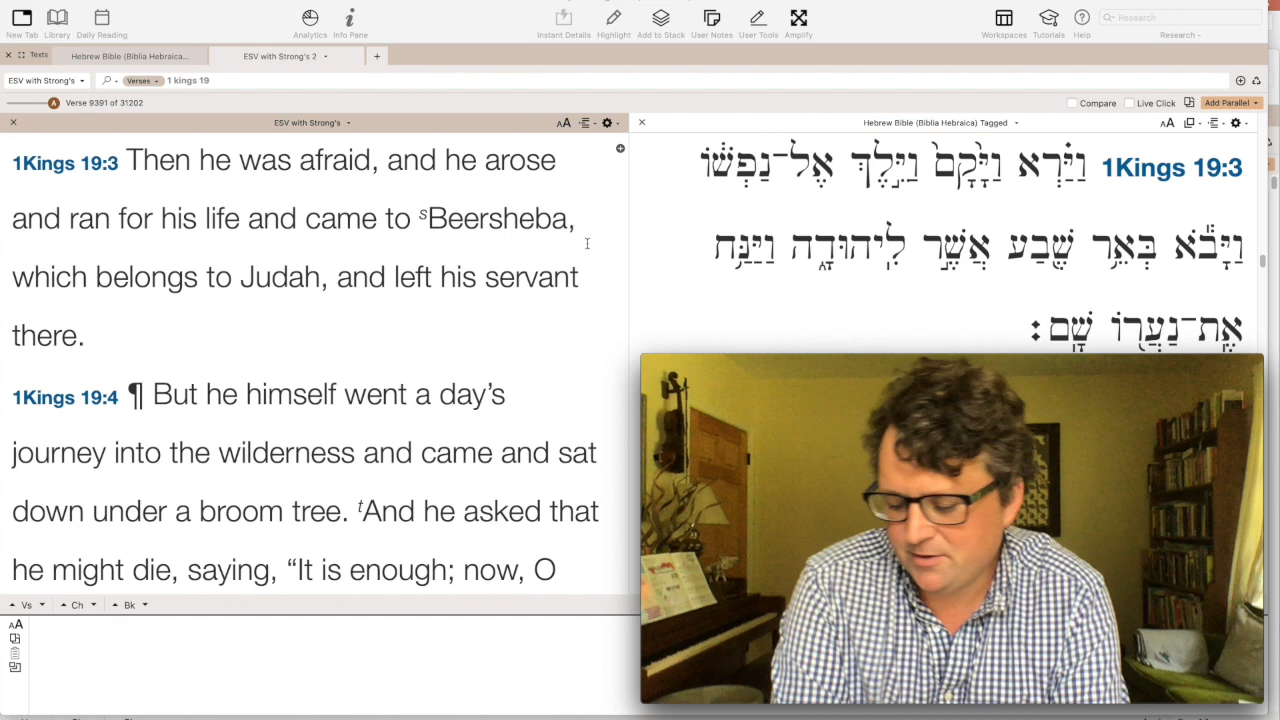 New Tab Library Daily Reading Analytics Info Pane Instant Details Highlight Add to Stack User Notes User Tools Amplify Workspaces Tutorials Help Research
Research
Texts Hebrew Bible (Biblia Hebraica... ESV with Strong's 2
ESV with Strong's Verses 1 kings 19
A Verse 9391 of 31202 Compare Live Click Add Parallel
ESV with Strong's
1Kings 19:3 Then he was afraid, and he arose
and ran for his life and came to sBeersheba,
which belongs to Judah, and left his servant
there.
1Kings 19:4 ¶ But he himself went a day’s
journey into the wilderness and came and sat
down under a broom tree. tAnd he asked that
he might die, saying, “It is enough; now, O
Vs Ch Bk
Hebrew Bible (Biblia Hebraica) Tagged
1Kings 19:3 וַיַּ֗רְא וַיָּ֙קָם֙ וַיֵּ֣לֶךְ אֶל־נַפְשׁ֔וֹ
וַיָּבֹ֕א בְּאֵ֥ר שֶׁ֖בַע אֲשֶׁ֣ר לִֽיהוּדָ֑ה וַיַּנַּ֥ח
אֶֽת־נַעֲר֖וֹ שָֽׁם׃